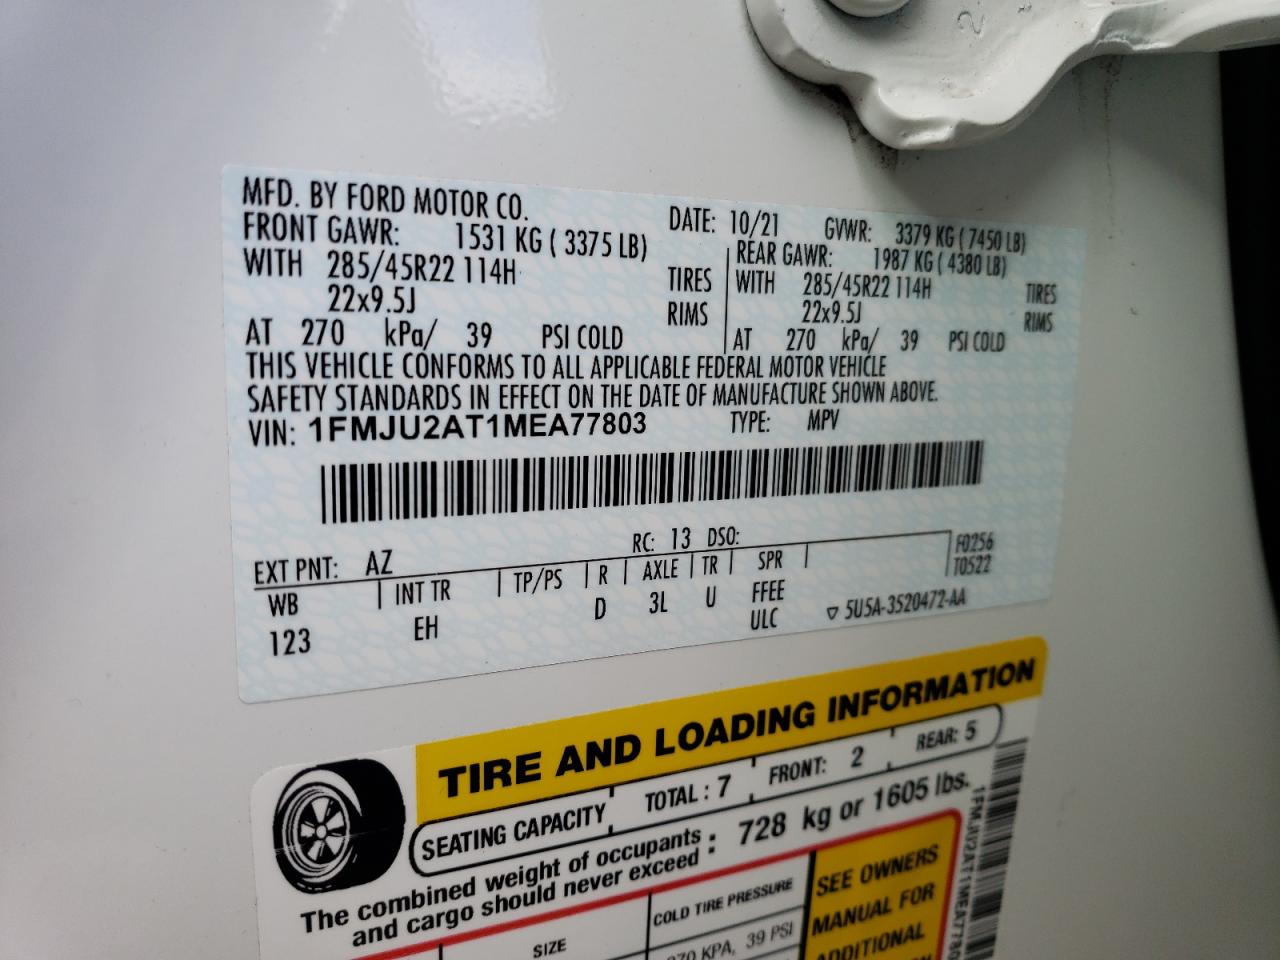 2
MFD. BY FORD MOTOR CO.
DATE: 10/21 GVWR: 3379 KG ( 7450 LB)
FRONT GAWR: 1531 KG ( 3375 LB)
REAR GAWR: 1987 KG ( 4380 LB)
WITH 285/45R22 114H TIRES
WITH 285/45R22 114H TIRES
22x9.5J RIMS
22x9.5J RIMS
AT 270 kPa/ 39 PSI COLD
AT 270 kPa/ 39 PSI COLD
THIS VEHICLE CONFORMS TO ALL APPLICABLE FEDERAL MOTOR VEHICLE
SAFETY STANDARDS IN EFFECT ON THE DATE OF MANUFACTURE SHOWN ABOVE.
VIN: 1FMJU2AT1MEA77803 TYPE: MPV
EXT PNT: AZ RC: 13 DSO:
WB INT TR TP/PS R AXLE TR SPR
F0256
T0522
123 EH D 3L U FFEE
ULC
▽ 5U5A-3520472-AA
TIRE AND LOADING INFORMATION
SEATING CAPACITY TOTAL : 7 FRONT: 2 REAR: 5
The combined weight of occupants
and cargo should never exceed : 728 kg or 1605 lbs.
SIZE
COLD TIRE PRESSURE
KPA, 39 PSI
SEE OWNERS
MANUAL FOR
ADDITIONAL
1FMJU2AT1MEA7780